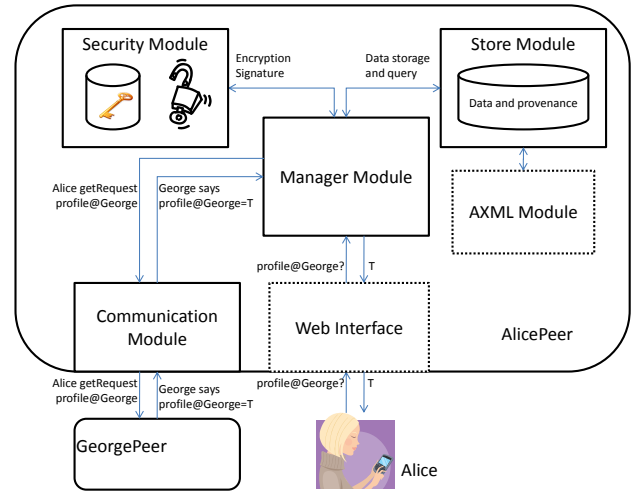 Security Module
Encryption
Signature
Data storage
and query
Store Module
Data and provenance
Manager Module
AXML Module
Alice getRequest
profile@George
George says
profile@George=T
profile@George?
T
Communication
Module
Web Interface
AlicePeer
Alice getRequest
profile@George
George says
profile@George=T
profile@George?
T
GeorgePeer
Alice